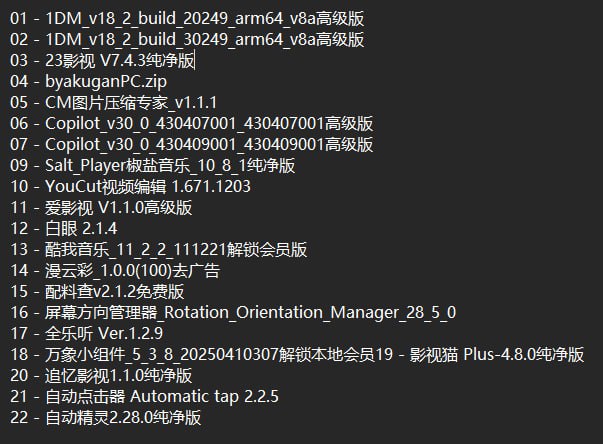 01 - 1DM_v18_2_build_20249_arm64_v8a高级版
02 - 1DM_v18_2_build_30249_arm64_v8a高级版
03 - 23影视 V7.4.3纯净版
04 - byakuganPC.zip
05 - CM图片压缩专家_v1.1.1
06 - Copilot_v30_0_430407001_430407001高级版
07 - Copilot_v30_0_430409001_430409001高级版
09 - Salt_Player椒盐音乐_10_8_1纯净版
10 - YouCut视频编辑 1.671.1203
11 - 爱影视 V1.1.0高级版
12 - 白眼 2.1.4
13 - 酷我音乐_11_2_2_111221解锁会员版
14 - 漫云彩_1.0.0(100)去广告
15 - 配料查v2.1.2免费版
16 - 屏幕方向管理器_Rotation_Orientation_Manager_28_5_0
17 - 全乐听 Ver.1.2.9
18 - 万象小组件_5_3_8_20250410307解锁本地会员19 - 影视猫 Plus-4.8.0纯净版
20 - 追忆影视1.1.0纯净版
21 - 自动点击器 Automatic tap 2.2.5
22 - 自动精灵2.28.0纯净版